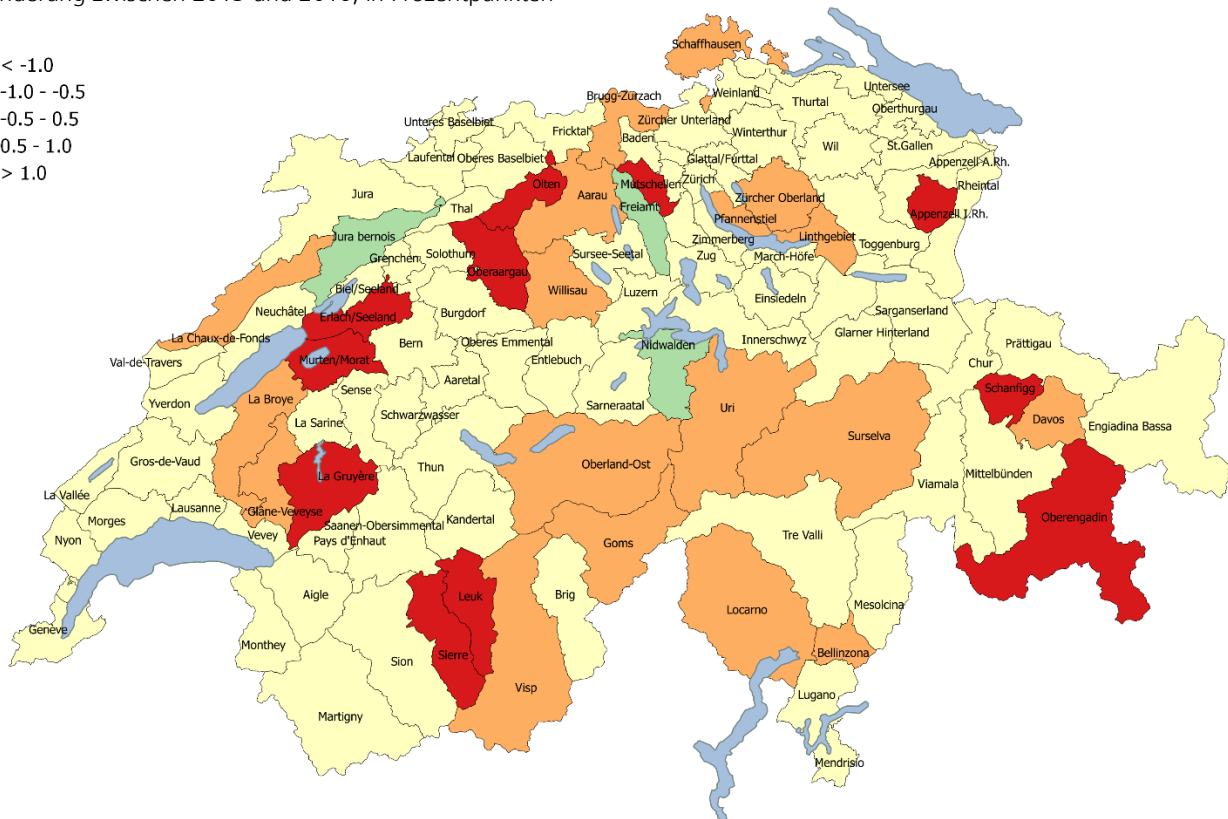 nderung zwischen 2013 und 2018, in Prozentpunkten
< -1.0
-1.0 - -0.5
-0.5 - 0.5
0.5 - 1.0
> 1.0
Schaffhausen
Untersee
Weinland
Brugg-Zurzach
Thurtal
Oberthurgau
Unteres Baselbiet
Zürcher Unterland
Fricktal
Winterthur
Baden
Wil
St.Gallen
Laufental
Oberes Baselbiet
Glattal/Furttal
Appenzell A.Rh.
Zürich
Olten
Mutschellen
Rheintal
Jura
Aarau
Zürcher Oberland
Thal
Freiamt
Appenzell I.Rh.
Pfannenstiel
Jura bernois
Zimmerberg
Linthgebiet
Toggenburg
Grenchen
Solothurn
Sursee-Seetal
Zug
March-Höfe
Oberaargau
Biel/Seeland
Willisau
Luzern
Einsiedeln
Neuchâtel
Erlach/Seeland
Burgdorf
Sarganserland
La Chaux-de-Fonds
Bern
Oberes Emmental
Innerschwyz
Glarner Hinterland
Nidwalden
Prättigau
Val-de-Travers
Murten/Morat
Entlebuch
Chur
Sense
Aaretal
Schanfigg
Yverdon
La Broye
Sarneraatal
Uri
Schwarzwasser
La Sarine
Davos
Engiadina Bassa
Surselva
Gros-de-Vaud
Thun
Oberland-Ost
La Gruyère
Mittelbünden
Viamala
La Vallée
Lausanne
Glâne-Veveyse
Oberengadin
Morges
Saanen-Obersimmental
Kandertal
Nyon
Vevey
Pays d'Enhaut
Goms
Tre Valli
Aigle
Leuk
Brig
Locarno
Mesolcina
Genève
Monthey
Sierre
Bellinzona
Sion
Visp
Lugano
Martigny
Mendrisio